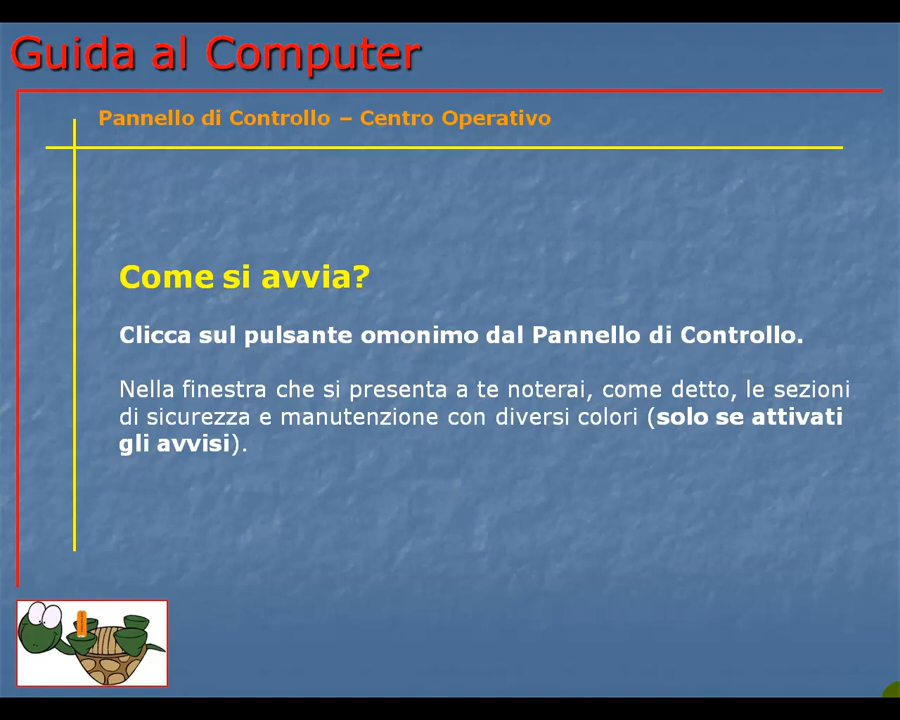 Guida al Computer
Pannello di Controllo – Centro Operativo
Come si avvia?
Clicca sul pulsante omonimo dal Pannello di Controllo.
Nella finestra che si presenta a te noterai, come detto, le sezioni
di sicurezza e manutenzione con diversi colori (solo se attivati
gli avvisi).